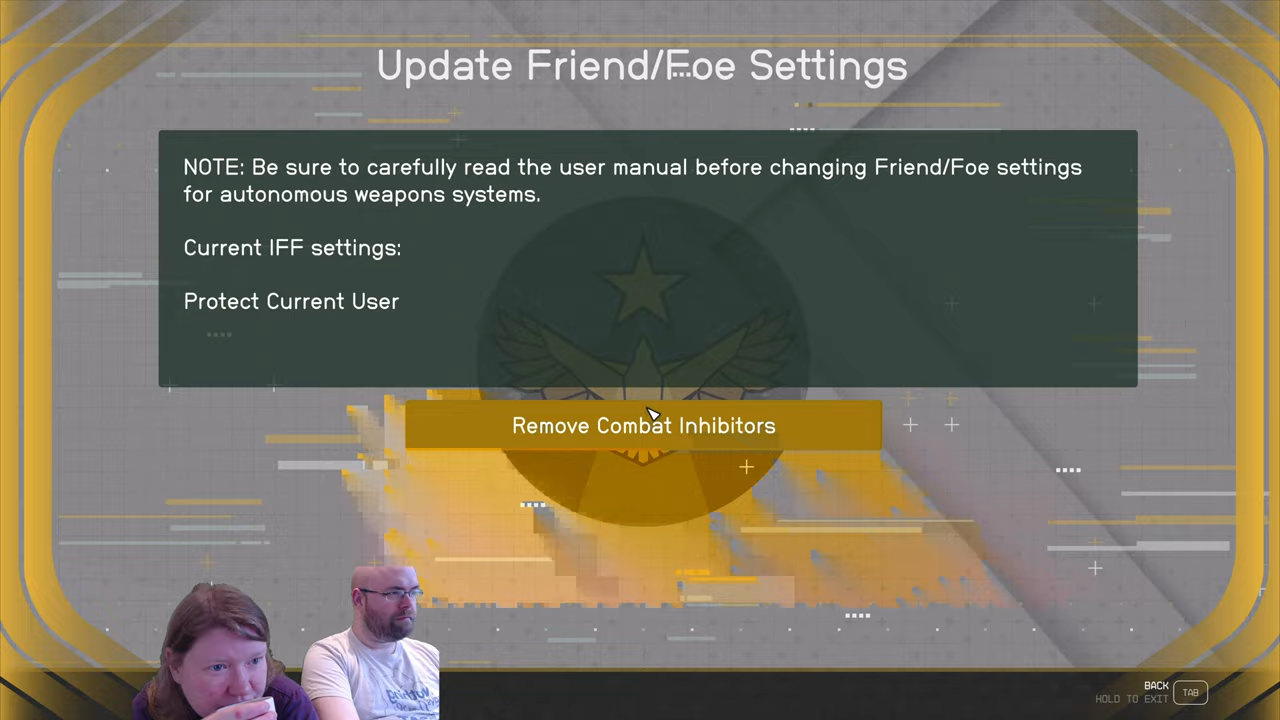 Update Friend/Foe Settings
NOTE: Be sure to carefully read the user manual before changing Friend/Foe settings
for autonomous weapons systems.
Current IFF settings:
Protect Current User
Remove Combat Inhibitors
BACK
HOLD TO EXIT
TAB